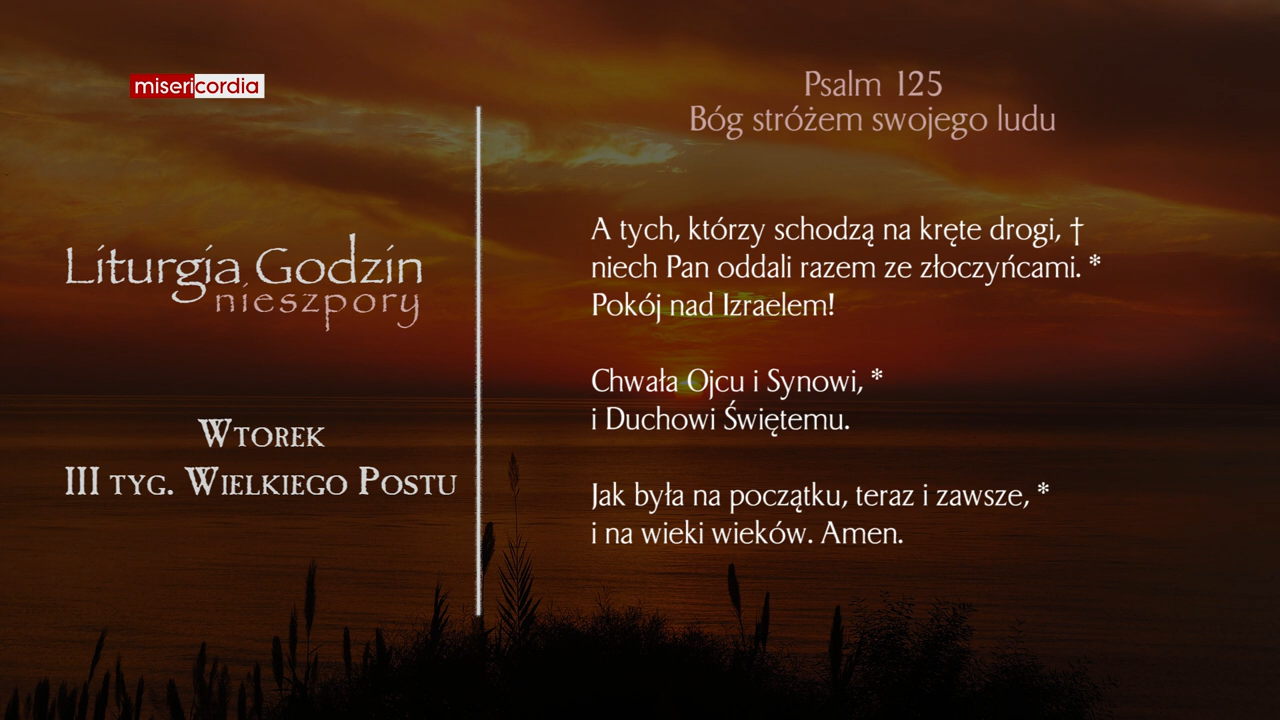 misericordia
Liturgia Godzin
nieszpory
Wtorek
III tyg. Wielkiego Postu
Psalm 125
Bóg stróżem swojego ludu
A tych, którzy schodzą na kręte drogi, †
niech Pan oddali razem ze złoczyńcami. *
Pokój nad Izraelem!
Chwała Ojcu i Synowi, *
i Duchowi Świętemu.
Jak była na początku, teraz i zawsze, *
i na wieki wieków. Amen.